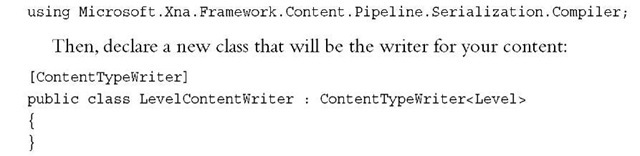 using Microsoft.Xna.Framework.Content.Pipeline.Serialization.Compiler;
Then, declare a new class that will be the writer for your content:
[ContentTypeWriter]
public class LevelContentWriter : ContentTypeWriter<Level>
{
}